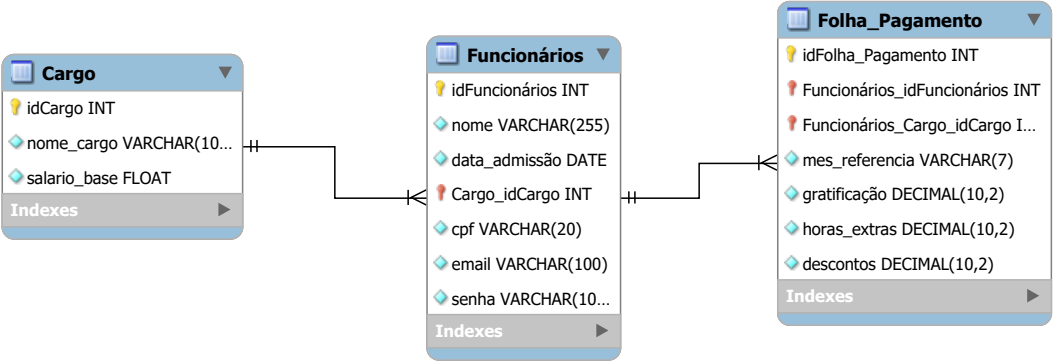 Cargo
idCargo INT
nome_cargo VARCHAR(10...
salario_base FLOAT
Indexes
Funcionários
idFuncionários INT
nome VARCHAR(255)
data_admissão DATE
Cargo_idCargo INT
cpf VARCHAR(20)
email VARCHAR(100)
senha VARCHAR(10...
Indexes
Folha_Pagamento
idFolha_Pagamento INT
Funcionários_idFuncionários INT
Funcionários_Cargo_idCargo I...
mes_referencia VARCHAR(7)
gratificação DECIMAL(10,2)
horas_extras DECIMAL(10,2)
descontos DECIMAL(10,2)
Indexes